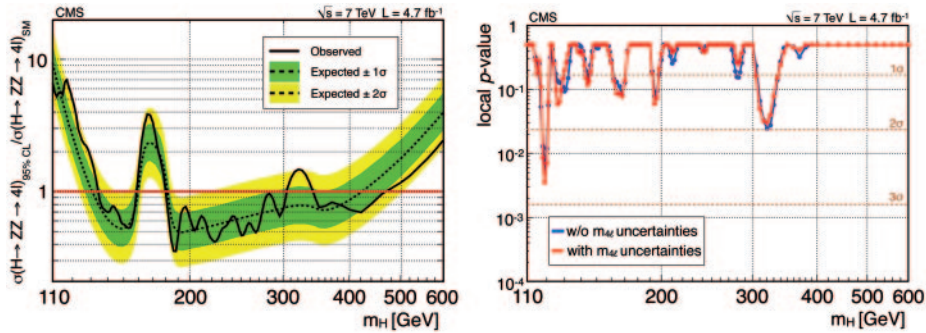 CMS √s = 7 TeV L = 4.7 fb⁻¹
σ(H→ ZZ → 4l)95% CL/σ(H→ ZZ → 4l)SM
10
1
Observed
Expected ± 1σ
Expected ± 2σ
110 200 300 400 500 600
mH [GeV]
CMS √s = 7 TeV L = 4.7 fb⁻¹
local p-value
1
10⁻¹
10⁻²
10⁻³
10⁻⁴
1σ
2σ
3σ
w/o m4ℓ uncertainties
with m4ℓ uncertainties
110 200 300 400 500 600
mH [GeV]